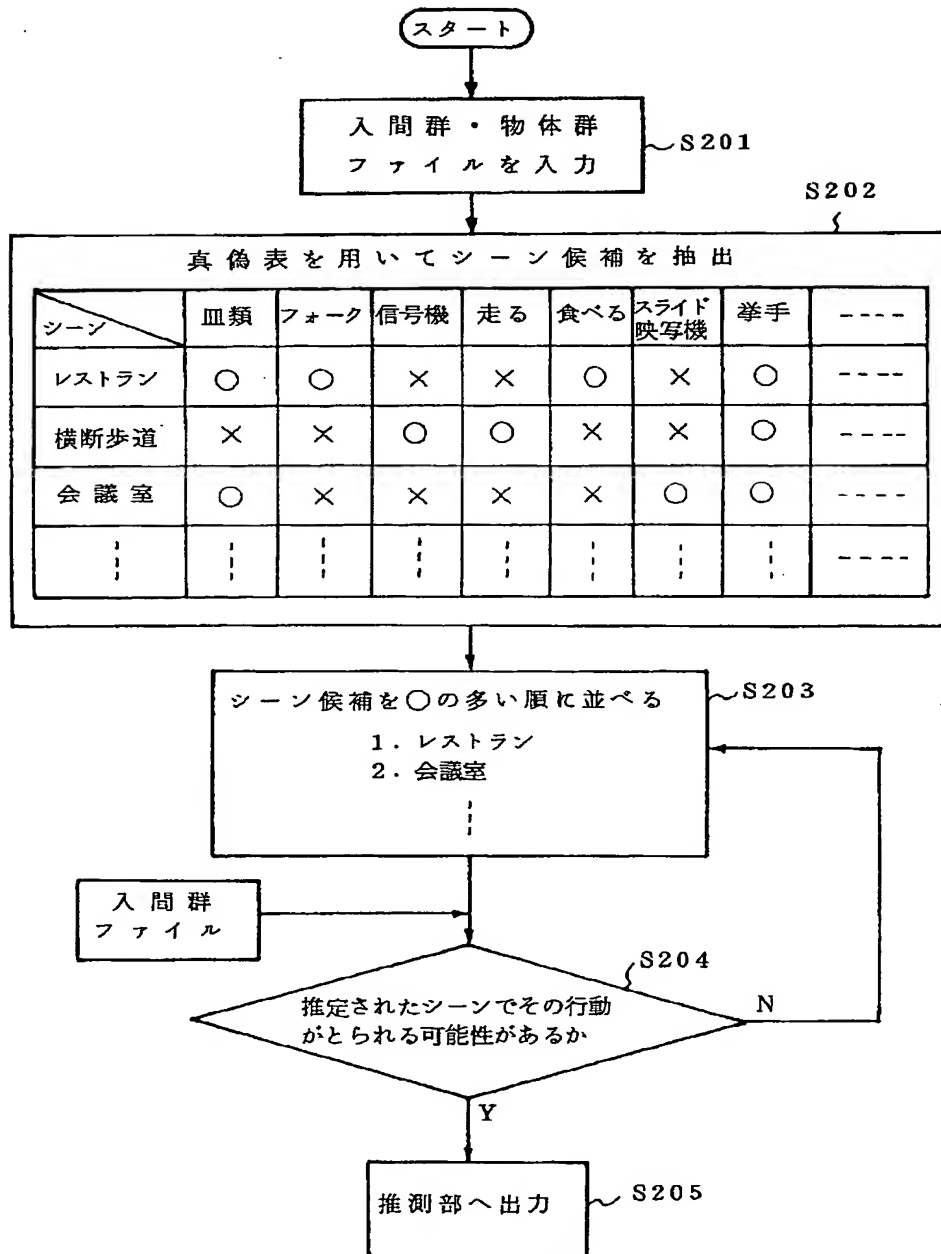 スタート
入間群・物体群
ファイルを入力
S201
S202
真偽表を用いてシーン候補を抽出
シーン 皿類 フォーク 信号機 走る 食べる スライド映写機 挙手 ----
レストラン ○ ○ × × ○ × ○ ----
横断歩道 × × ○ ○ × × ○ ----
会議室 ○ × × × × ○ ○ ----
----
シーン候補を○の多い順に並べる
S203
1. レストラン
2. 会議室
入間群
ファイル
S204
推定されたシーンでその行動
がとられる可能性があるか
N
Y
推測部へ出力
S205